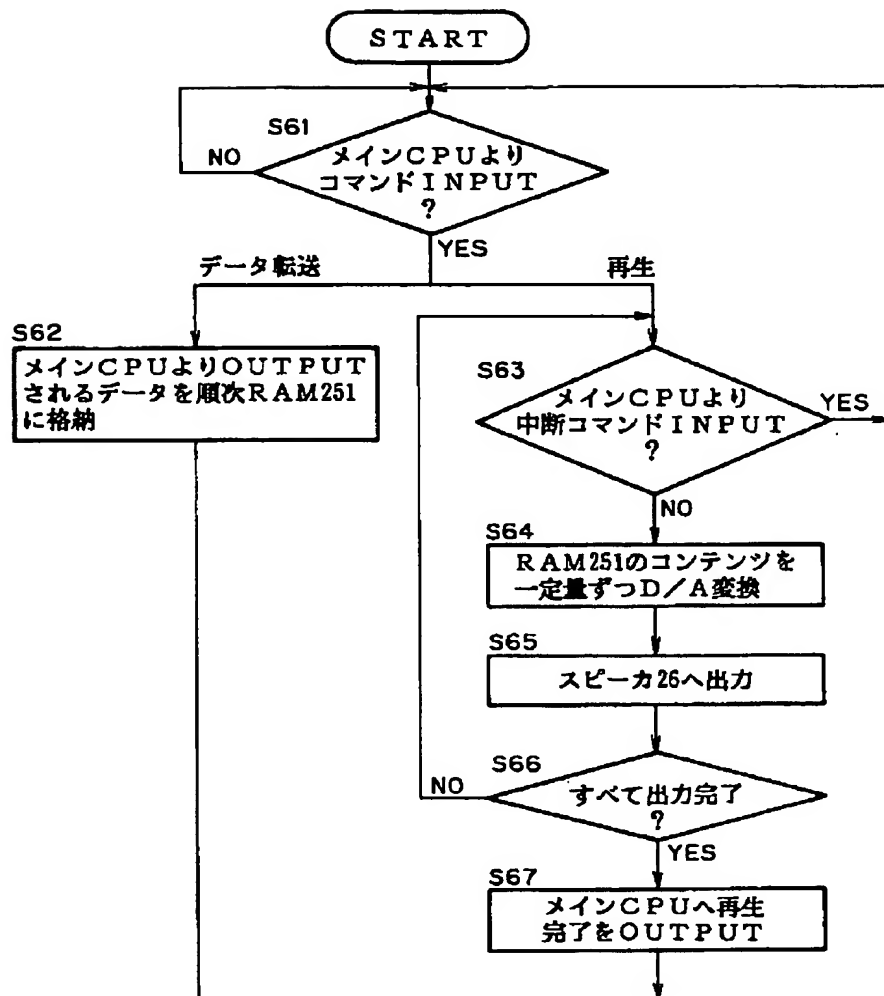 START
S61
メインCPUより
コマンドINPUT
?
NO
YES
データ転送
再生
S62
メインCPUよりOUTPUT
されるデータを順次RAM251
に格納
S63
メインCPUより
中断コマンドINPUT
?
YES
NO
S64
RAM251のコンテンツを
一定量ずつD/A変換
S65
スピーカ26へ出力
S66
すべて出力完了
?
NO
YES
S67
メインCPUへ再生
完了をOUTPUT